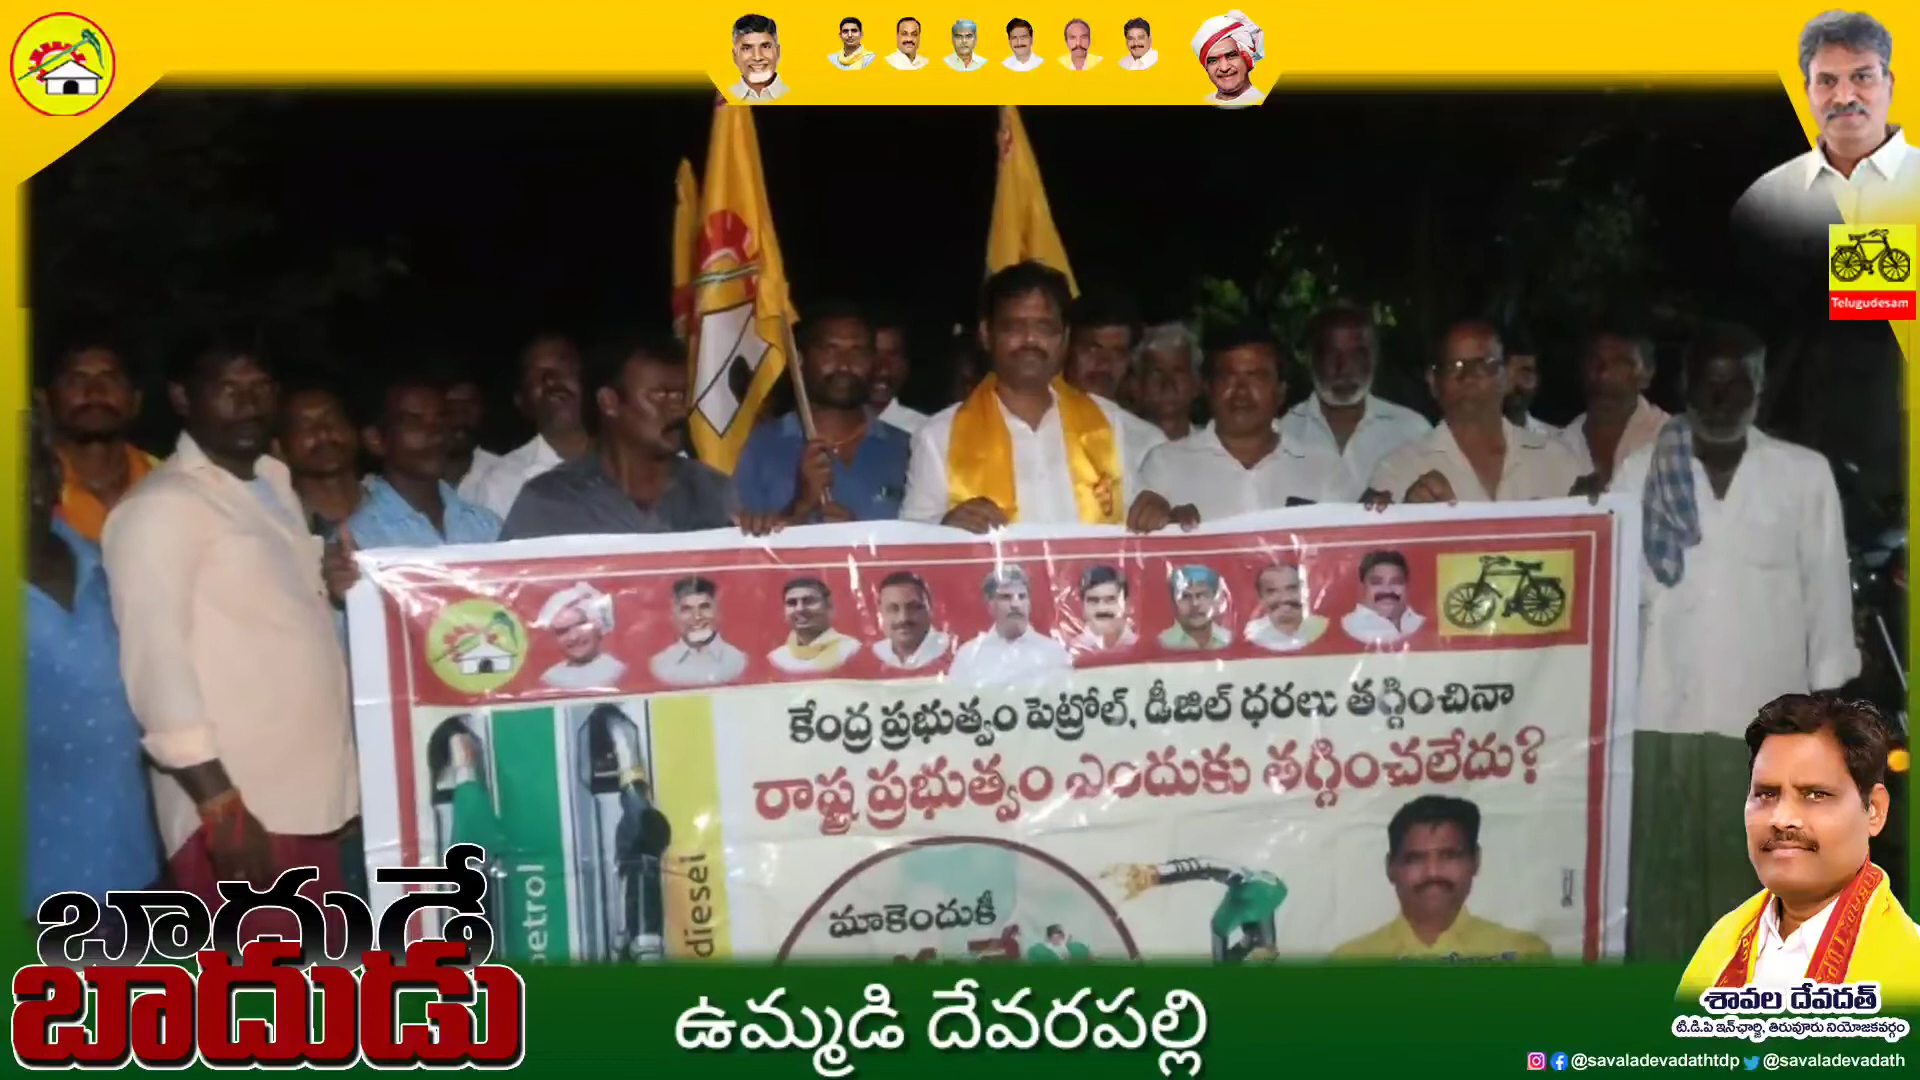 Telugudesam
కేంద్ర ప్రభుత్వం పెట్రోల్, డీజిల్ ధరలు తగ్గించినా
రాష్ట్ర ప్రభుత్వం ఎందుకు తగ్గించలేదు?
petrol
diesel
మాకెందుకీ
బాదుడే
బాదుడు
ఉమ్మడి దేవరపల్లి
శావల దేవదత్
టి.డి.పి ఇన్‌ఛార్జి, తిరువూరు నియోజకవర్గం
@savaladevadathtdp @savaladevadath